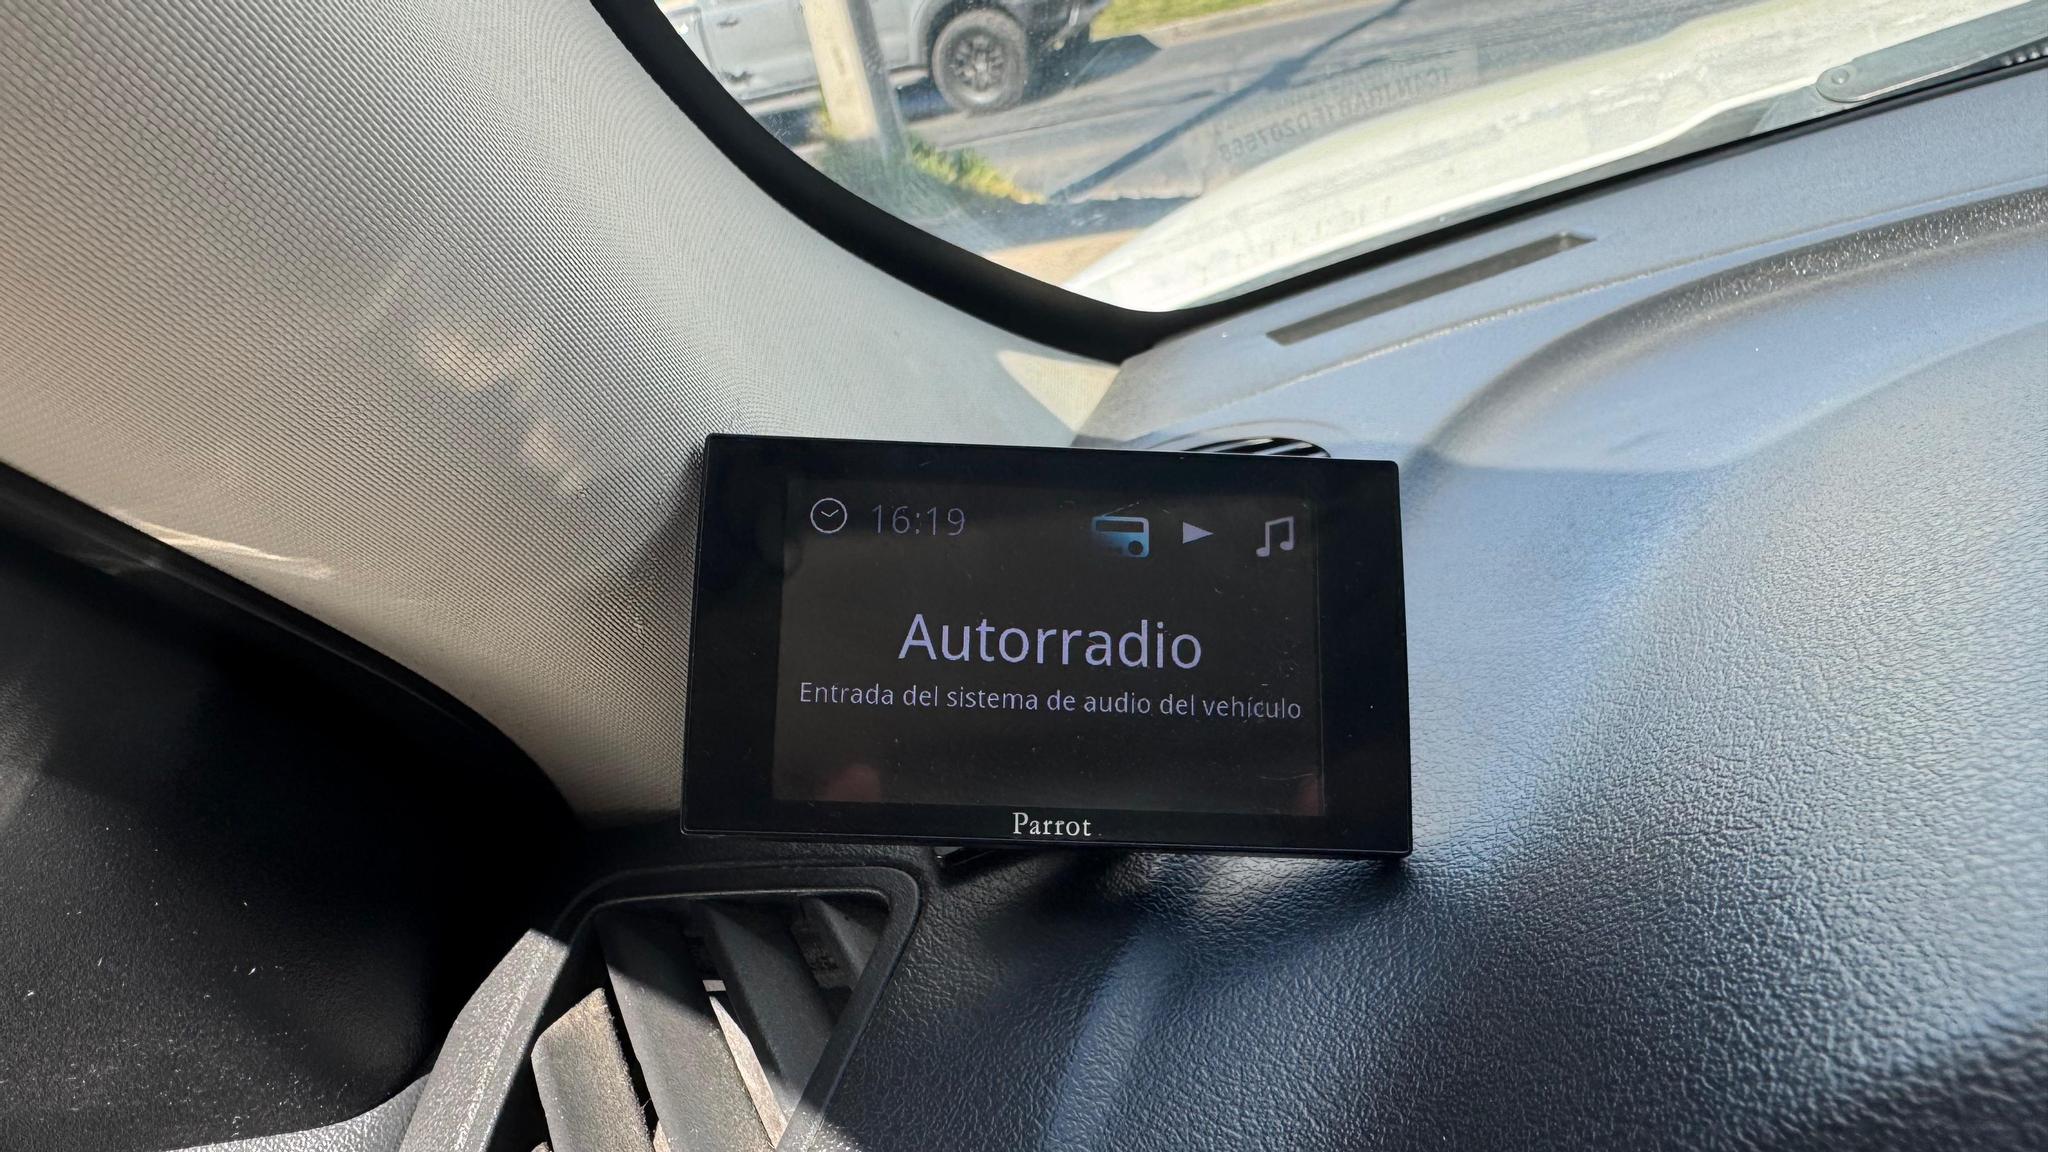 16:19
Autorradio
Entrada del sistema de audio del vehículo
Parrot